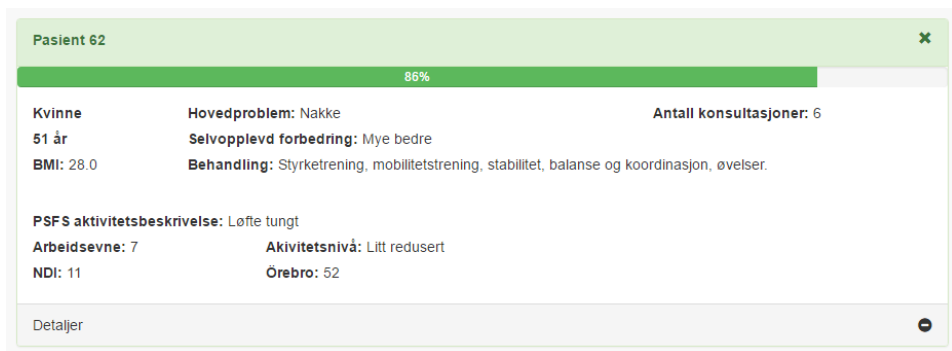 Pasient 62
86%
Kvinne Hovedproblem: Nakke Antall konsultasjoner: 6
51 år Selvopplevd forbedring: Mye bedre
BMI: 28.0 Behandling: Styrketrening, mobilitetstrening, stabilitet, balanse og koordinasjon, øvelser.
PSFS aktivitetsbeskrivelse: Løfte tungt
Arbeidsevne: 7 Akivitetsnivå: Litt redusert
NDI: 11 Örebro: 52
Detaljer